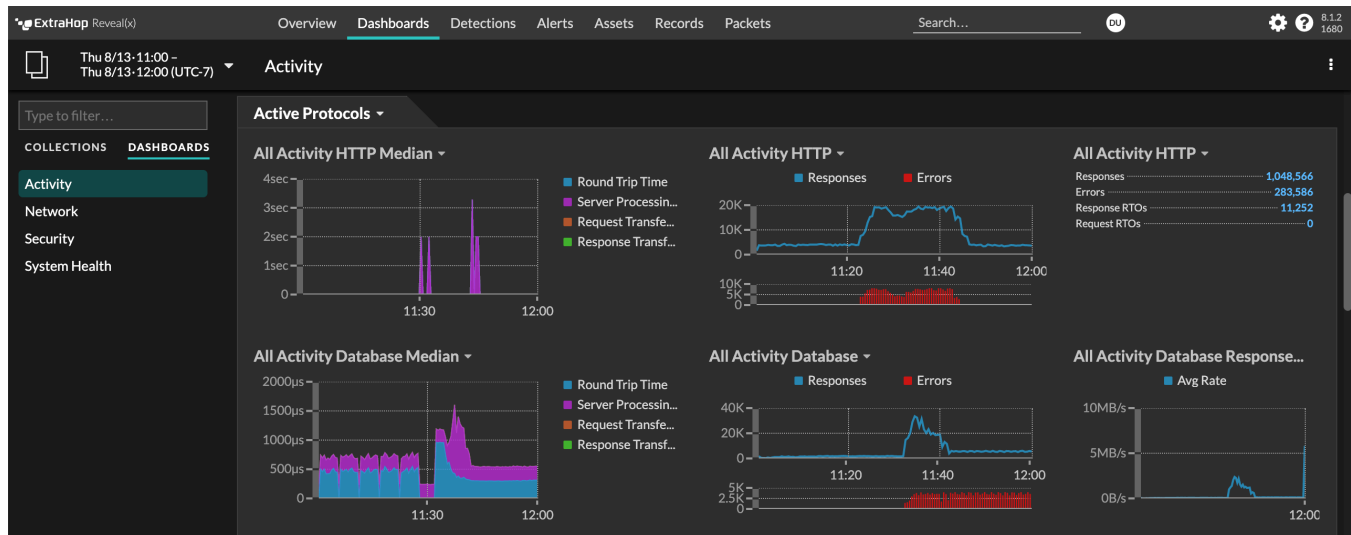 ExtraHop Reveal(x)
Overview Dashboards Detections Alerts Assets Records Packets
Search...
DU
8.1.2
1680
Thu 8/13·11:00 –
Thu 8/13·12:00 (UTC-7)
Activity
Type to filter...
COLLECTIONS DASHBOARDS
Activity
Network
Security
System Health
Active Protocols
All Activity HTTP Median
4sec
3sec
2sec
1sec
0
11:30 12:00
Round Trip Time
Server Processin...
Request Transfe...
Response Transf...
All Activity HTTP
Responses Errors
20K
10K
0
11:20 11:40 12:00
10K
5K
0
All Activity HTTP
Responses 1,048,566
Errors 283,586
Response RTOs 11,252
Request RTOs 0
All Activity Database Median
2000µs
1500µs
1000µs
500µs
0
11:30 12:00
Round Trip Time
Server Processin...
Request Transfe...
Response Transf...
All Activity Database
Responses Errors
40K
20K
0
11:20 11:40 12:00
5K
2.5K
0
All Activity Database Response...
Avg Rate
10MB/s
5MB/s
0B/s
12:00